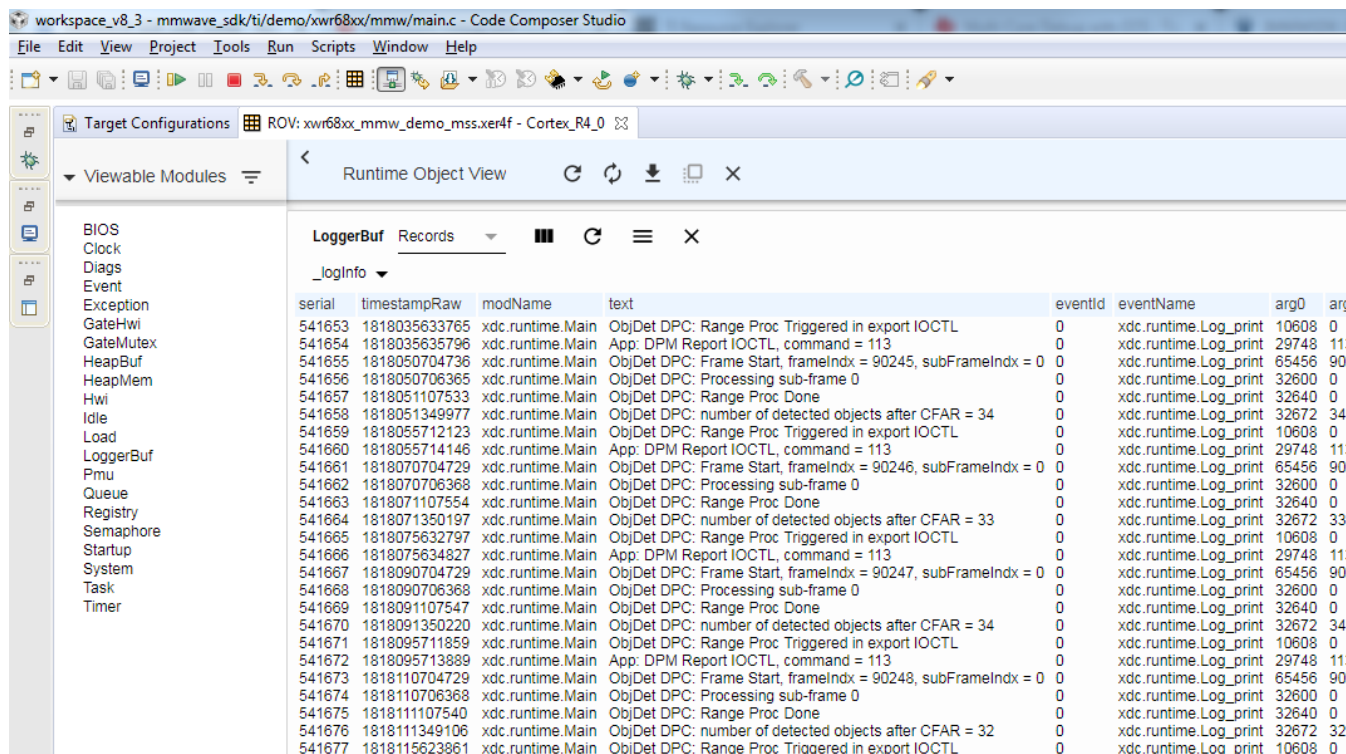 workspace_v8_3 - mmwave_sdk/ti/demo/xwr68xx/mmw/main.c - Code Composer Studio
File Edit View Project Tools Run Scripts Window Help
Target Configurations ROV: xwr68xx_mmw_demo_mss.xer4f - Cortex_R4_0
Viewable Modules
Runtime Object View
BIOS
Clock
Diags
Event
Exception
GateHwi
GateMutex
HeapBuf
HeapMem
Hwi
Idle
Load
LoggerBuf
Pmu
Queue
Registry
Semaphore
Startup
System
Task
Timer
LoggerBuf Records
_logInfo
serial timestampRaw modName text eventId eventName arg0 arg
541653 1818035633765 xdc.runtime.Main ObjDet DPC: Range Proc Triggered in export IOCTL 0 xdc.runtime.Log_print 10608 0
541654 1818035635796 xdc.runtime.Main App: DPM Report IOCTL, command = 113 0 xdc.runtime.Log_print 29748 11
541655 1818050704736 xdc.runtime.Main ObjDet DPC: Frame Start, frameIndx = 90245, subFrameIndx = 0 0 xdc.runtime.Log_print 65456 90
541656 1818050706365 xdc.runtime.Main ObjDet DPC: Processing sub-frame 0 0 xdc.runtime.Log_print 32600 0
541657 1818051107533 xdc.runtime.Main ObjDet DPC: Range Proc Done 0 xdc.runtime.Log_print 32640 0
541658 1818051349977 xdc.runtime.Main ObjDet DPC: number of detected objects after CFAR = 34 0 xdc.runtime.Log_print 32672 34
541659 1818055712123 xdc.runtime.Main ObjDet DPC: Range Proc Triggered in export IOCTL 0 xdc.runtime.Log_print 10608 0
541660 1818055714146 xdc.runtime.Main App: DPM Report IOCTL, command = 113 0 xdc.runtime.Log_print 29748 11
541661 1818070704729 xdc.runtime.Main ObjDet DPC: Frame Start, frameIndx = 90246, subFrameIndx = 0 0 xdc.runtime.Log_print 65456 90
541662 1818070706368 xdc.runtime.Main ObjDet DPC: Processing sub-frame 0 0 xdc.runtime.Log_print 32600 0
541663 1818071107554 xdc.runtime.Main ObjDet DPC: Range Proc Done 0 xdc.runtime.Log_print 32640 0
541664 1818071350197 xdc.runtime.Main ObjDet DPC: number of detected objects after CFAR = 33 0 xdc.runtime.Log_print 32672 33
541665 1818075632797 xdc.runtime.Main ObjDet DPC: Range Proc Triggered in export IOCTL 0 xdc.runtime.Log_print 10608 0
541666 1818075634827 xdc.runtime.Main App: DPM Report IOCTL, command = 113 0 xdc.runtime.Log_print 29748 11
541667 1818090704729 xdc.runtime.Main ObjDet DPC: Frame Start, frameIndx = 90247, subFrameIndx = 0 0 xdc.runtime.Log_print 65456 90
541668 1818090706368 xdc.runtime.Main ObjDet DPC: Processing sub-frame 0 0 xdc.runtime.Log_print 32600 0
541669 1818091107547 xdc.runtime.Main ObjDet DPC: Range Proc Done 0 xdc.runtime.Log_print 32640 0
541670 1818091350220 xdc.runtime.Main ObjDet DPC: number of detected objects after CFAR = 34 0 xdc.runtime.Log_print 32672 34
541671 1818095711859 xdc.runtime.Main ObjDet DPC: Range Proc Triggered in export IOCTL 0 xdc.runtime.Log_print 10608 0
541672 1818095713889 xdc.runtime.Main App: DPM Report IOCTL, command = 113 0 xdc.runtime.Log_print 29748 11
541673 1818110704729 xdc.runtime.Main ObjDet DPC: Frame Start, frameIndx = 90248, subFrameIndx = 0 0 xdc.runtime.Log_print 65456 90
541674 1818110706368 xdc.runtime.Main ObjDet DPC: Processing sub-frame 0 0 xdc.runtime.Log_print 32600 0
541675 1818111107540 xdc.runtime.Main ObjDet DPC: Range Proc Done 0 xdc.runtime.Log_print 32640 0
541676 1818111349106 xdc.runtime.Main ObjDet DPC: number of detected objects after CFAR = 32 0 xdc.runtime.Log_print 32672 32
541677 1818115623861 xdc.runtime.Main ObjDet DPC: Range Proc Triggered in export IOCTL 0 xdc.runtime.Log_print 10608 0